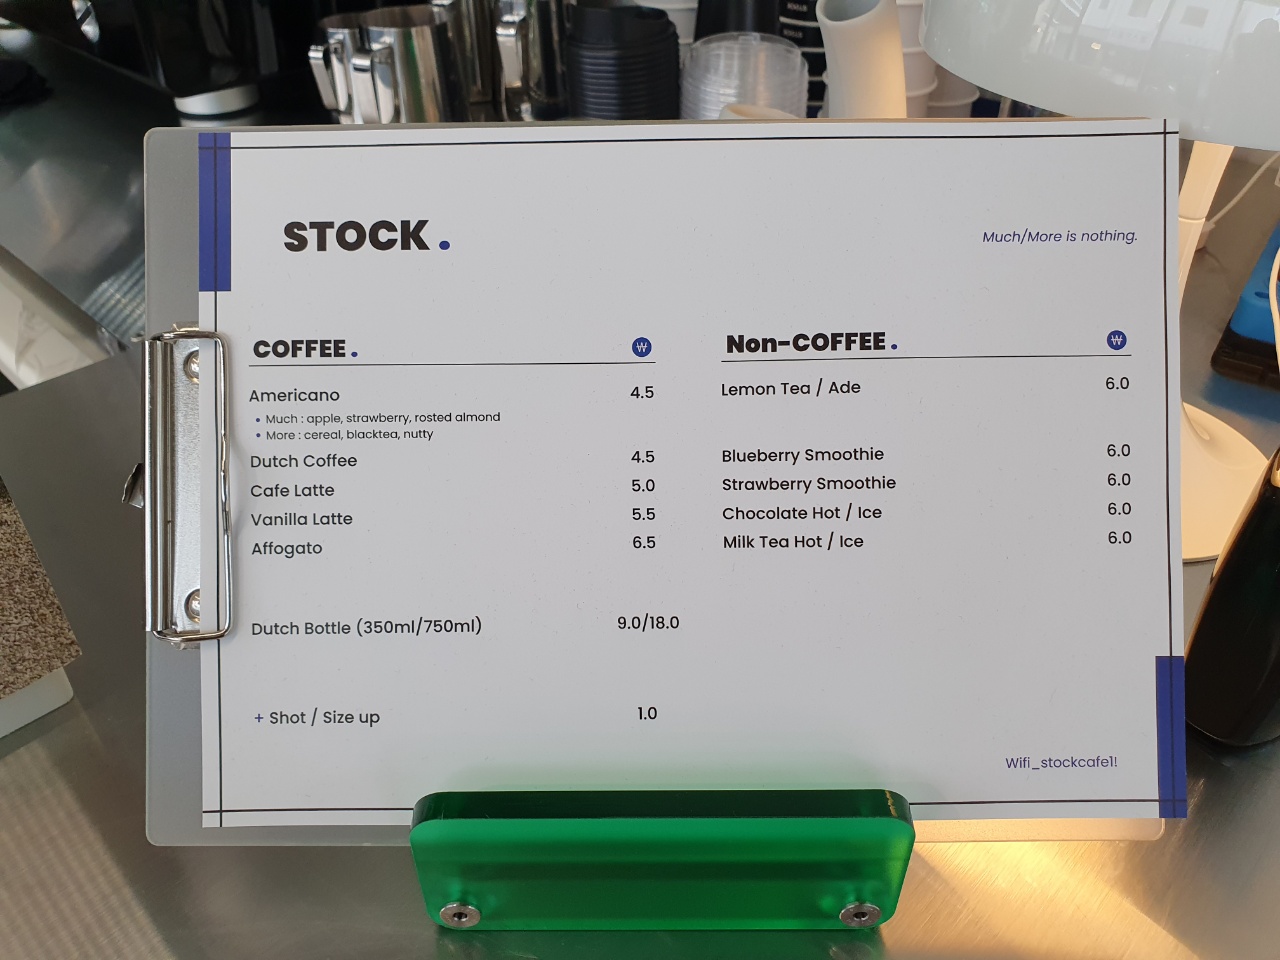 STOCK.
Much/More is nothing.
COFFEE. ₩
Americano 4.5
• Much : apple, strawberry, rosted almond
• More : cereal, blacktea, nutty
Dutch Coffee 4.5
Cafe Latte 5.0
Vanilla Latte 5.5
Affogato 6.5
Dutch Bottle (350ml/750ml) 9.0/18.0
+ Shot / Size up 1.0
Non-COFFEE. ₩
Lemon Tea / Ade 6.0
Blueberry Smoothie 6.0
Strawberry Smoothie 6.0
Chocolate Hot / Ice 6.0
Milk Tea Hot / Ice 6.0
Wifi_stockcafe1!